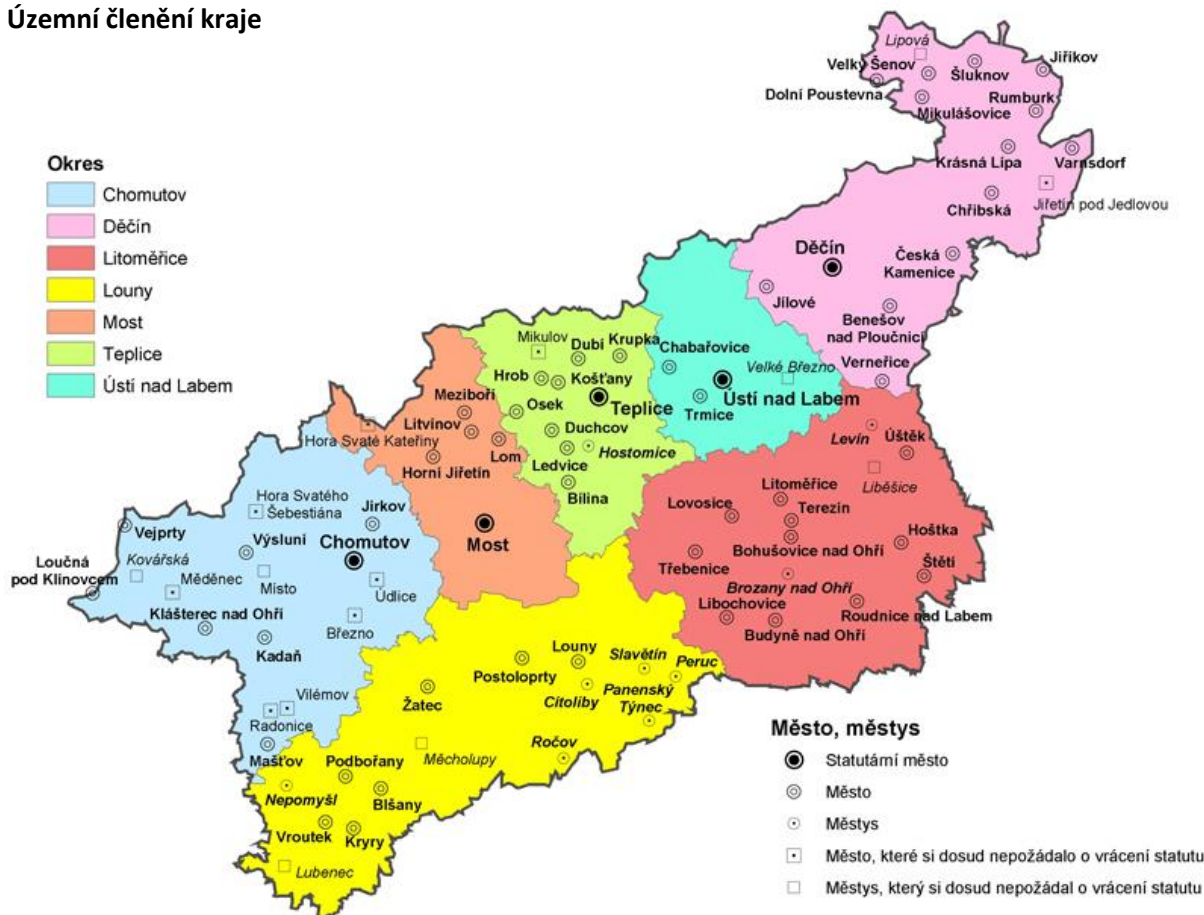 Územní členění kraje
Okres
Chomutov
Děčín
Litoměřice
Louny
Most
Teplice
Ústí nad Labem
Lipová
Velký Šenov
Šluknov
Jiříkov
Dolní Poustevna
Mikulášovice
Rumburk
Krásná Lípa
Varnsdorf
Chřibská
Jiřetín pod Jedlovou
Děčín
Česká
Kamenice
Jílové
Benešov
nad Ploučnicí
Verneřice
Chabařovice
Velké Březno
Ústí nad Labem
Trmice
Mikulov
Dubí
Krupka
Hrob
Košťany
Teplice
Osek
Duchcov
Hostomice
Ledvice
Bílina
Meziboří
Litvínov
Hora Svaté Kateřiny
Lom
Horní Jiřetín
Most
Hora Svatého
Šebestiána
Jirkov
Vejprty
Výsluní
Chomutov
Loučná
pod Klínovcem
Kovářská
Měděnec
Místo
Údlice
Klášterec nad Ohří
Březno
Kadaň
Vilémov
Radonice
Mašťov
Levín
Úštěk
Liběšice
Litoměřice
Lovosice
Terezín
Hoštka
Bohušovice nad Ohří
Třebenice
Štětí
Brozany nad Ohří
Libochovice
Roudnice nad Labem
Budyně nad Ohří
Louny
Slavětín
Peruc
Postoloprty
Cítoliby
Panenský
Týnec
Žatec
Ročov
Měcholupy
Podbořany
Nepomyšl
Blšany
Vroutek
Kryry
Lubenec
Město, městys
Statutární město
Město
Městys
Město, které si dosud nepožádalo o vrácení statutu
Městys, který si dosud nepožádal o vrácení statutu